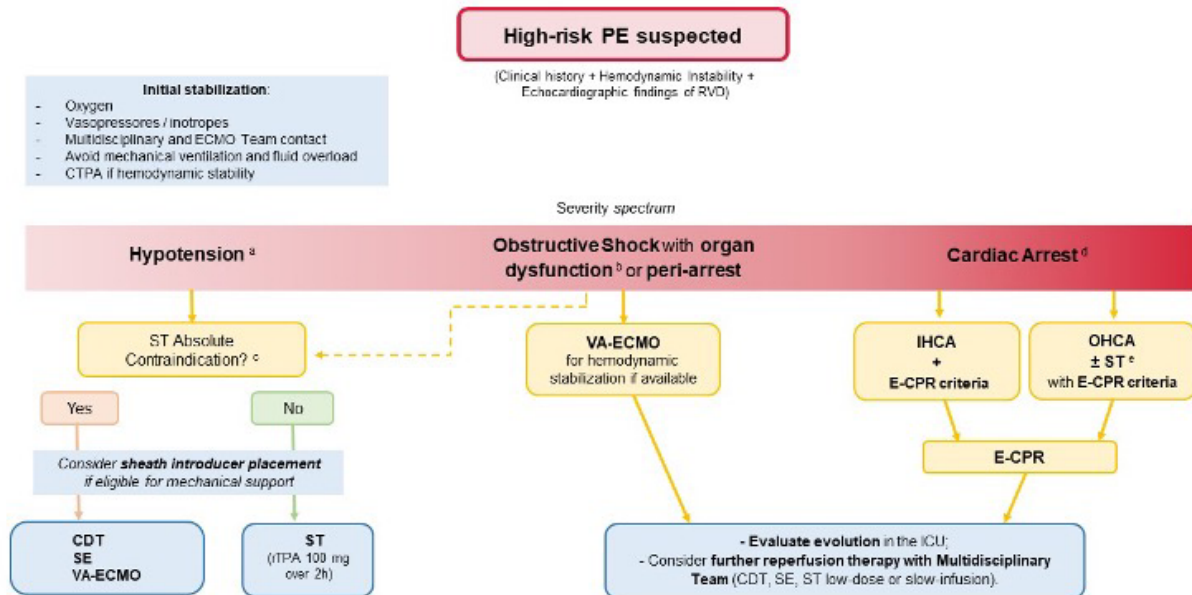 High-risk PE suspected
(Clinical history + Hemodynamic Instability +
Echocardiographic findings of RVD)
Initial stabilization:
- Oxygen
- Vasopressores / inotropes
- Multidisciplinary and ECMO Team contact
- Avoid mechanical ventilation and fluid overload
- CTPA if hemodynamic stability
Severity spectrum
Hypotension a
Obstructive Shock with organ
dysfunction b or peri-arrest
Cardiac Arrest d
ST Absolute
Contraindication? c
VA-ECMO
for hemodynamic
stabilization if available
IHCA
+
E-CPR criteria
OHCA
± ST e
with E-CPR criteria
Yes
No
E-CPR
Consider sheath introducer placement
if eligible for mechanical support
CDT
SE
VA-ECMO
ST
(rTPA 100 mg
over 2h)
- Evaluate evolution in the ICU;
- Consider further reperfusion therapy with Multidisciplinary
Team (CDT, SE, ST low-dose or slow-infusion).